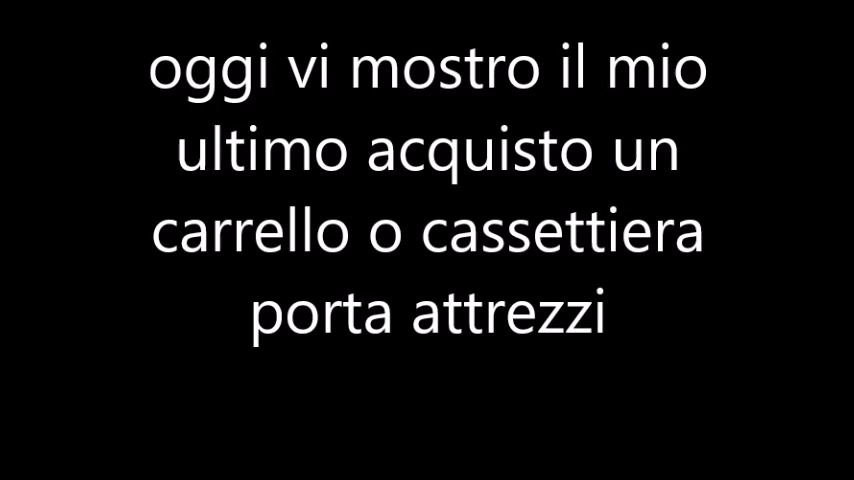 oggi vi mostro il mio
ultimo acquisto un
carrello o cassettiera
porta attrezzi